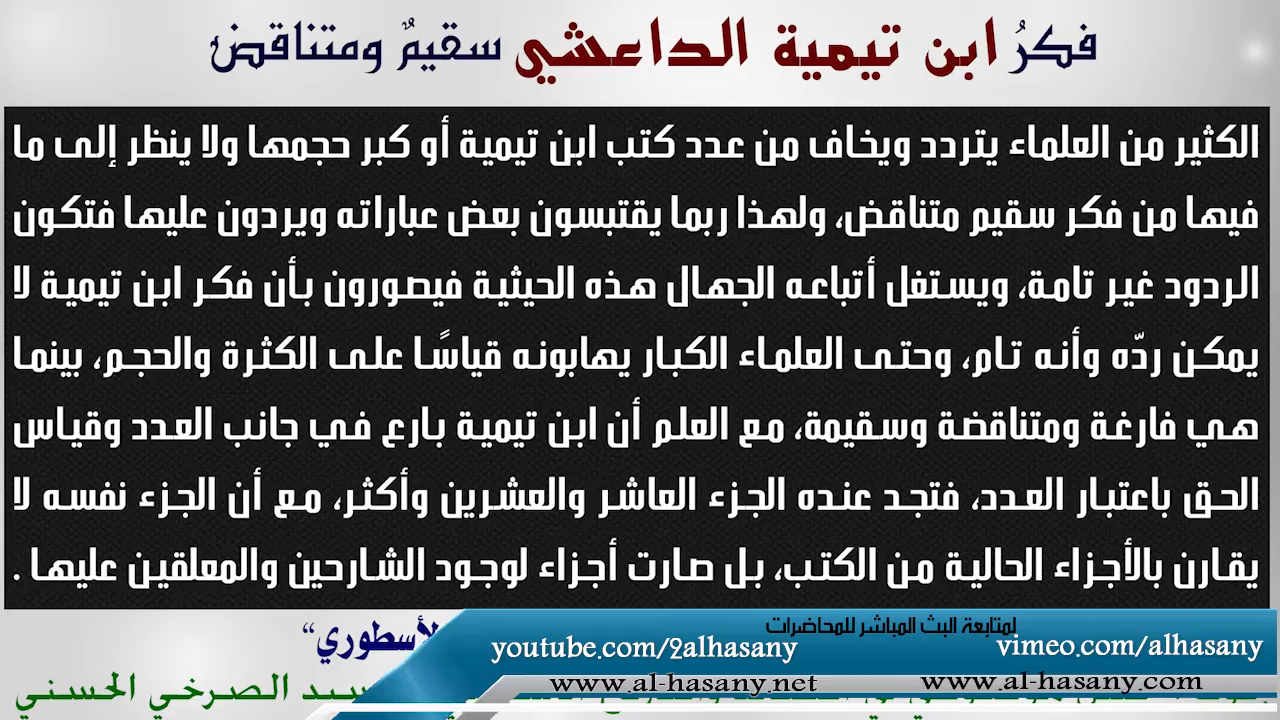 فكرُ ابن تيمية الداعشي سقيمٌ ومتناقض
الكثير من العلماء يتردد ويخاف من عدد كتب ابن تيمية أو كبر حجمها ولا ينظر إلى ما
فيها من فكر سقيم متناقض، ولهذا ربما يقتبسون بعض عباراته ويردون عليها فتكون
الردود غير تامة، ويستغل أتباعه الجهال هذه الحيثية فيصورون بأن فكر ابن تيمية لا
يمكن ردّه وأنه تام، وحتى العلماء الكبار يهابونه قياسًا على الكثرة والحجم، بينما
هي فارغة ومتناقضة وسقيمة، مع العلم أن ابن تيمية بارع في جانب العدد وقياس
الحق باعتبار العدد، فتجد عنده الجزء العاشر والعشرين وأكثر، مع أن الجزء نفسه لا
يقارن بالأجزاء الحالية من الكتب، بل صارت أجزاء لوجود الشارحين والمعلقين عليها .
لمتابعة البث المباشر للمحاضرات
الأسطوري“
youtube.com/2alhasany vimeo.com/alhasany
www.al-hasany.net www.al-hasany.com
السيد الصرخي الحسني